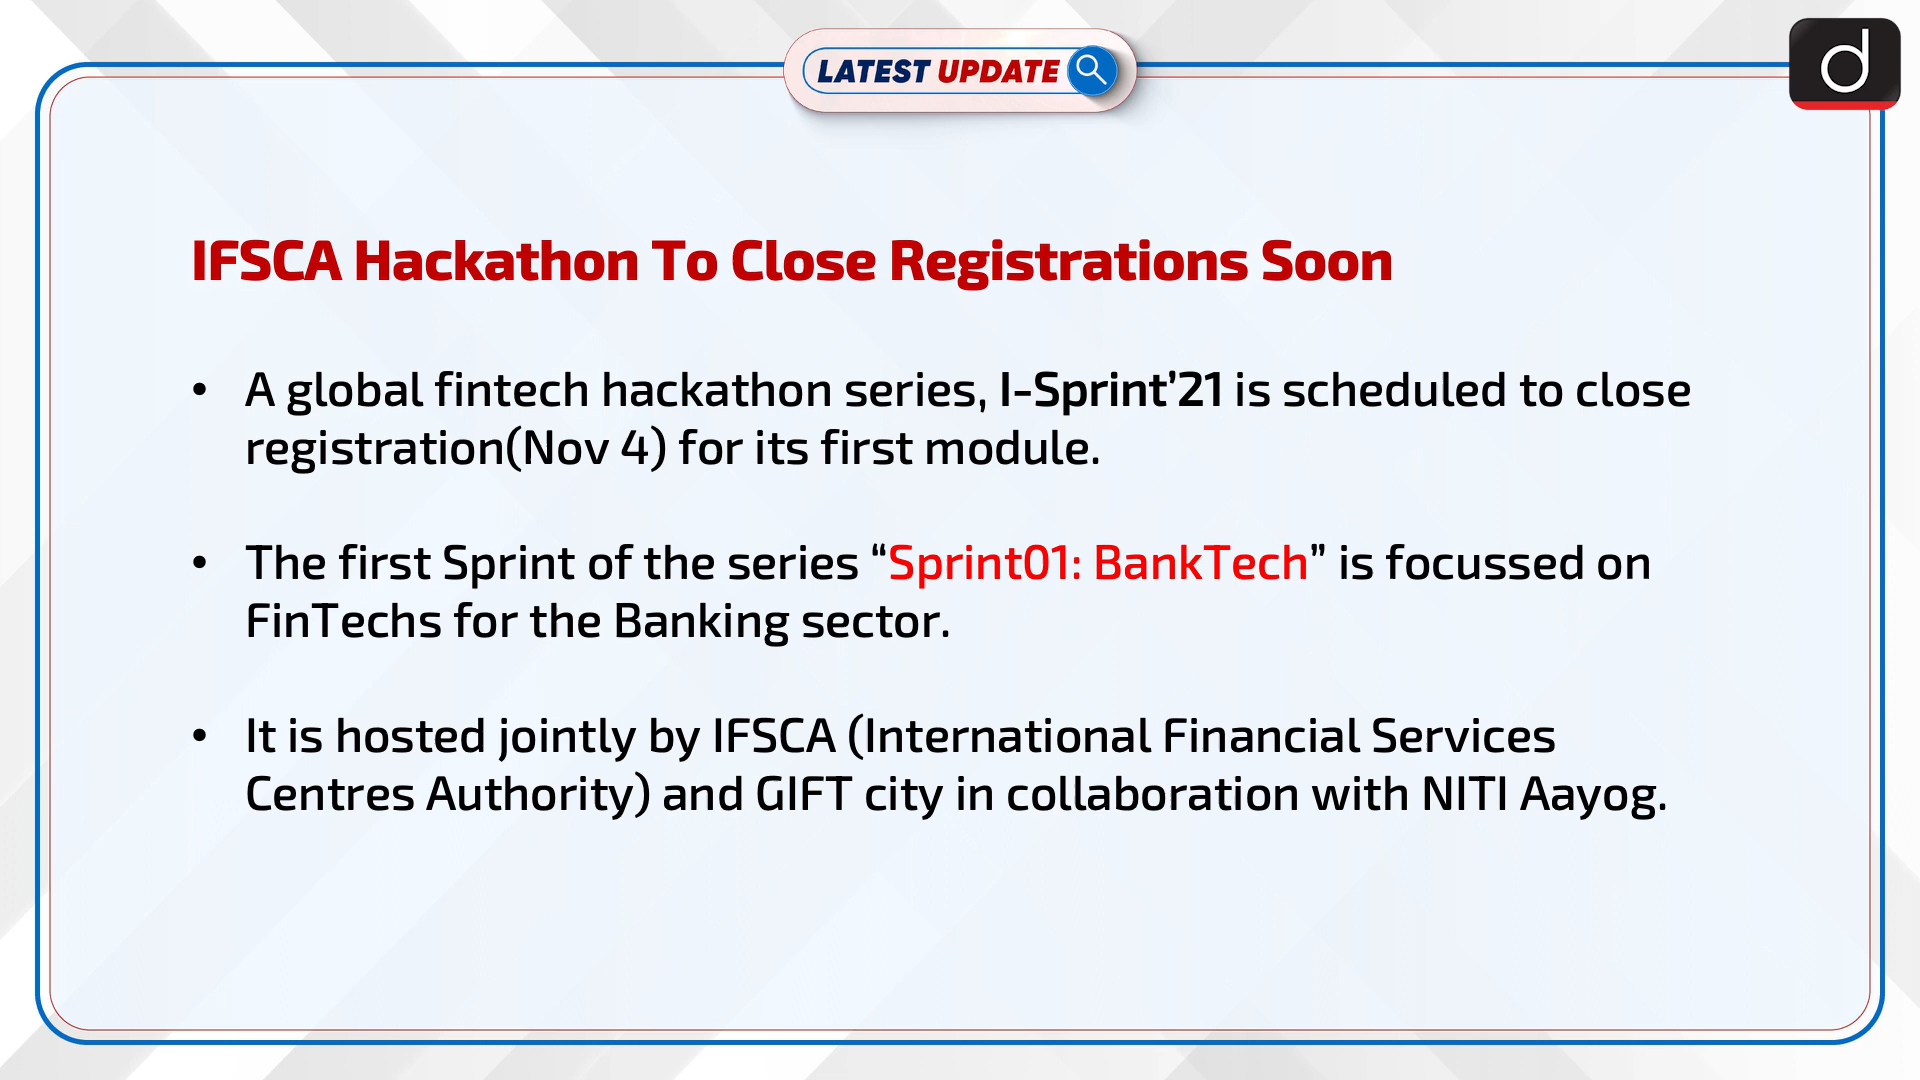 LATEST UPDATE
d
IFSCA Hackathon To Close Registrations Soon
• A global fintech hackathon series, I-Sprint’21 is scheduled to close
registration(Nov 4) for its first module.
• The first Sprint of the series “Sprint01: BankTech” is focussed on
FinTechs for the Banking sector.
• It is hosted jointly by IFSCA (International Financial Services
Centres Authority) and GIFT city in collaboration with NITI Aayog.